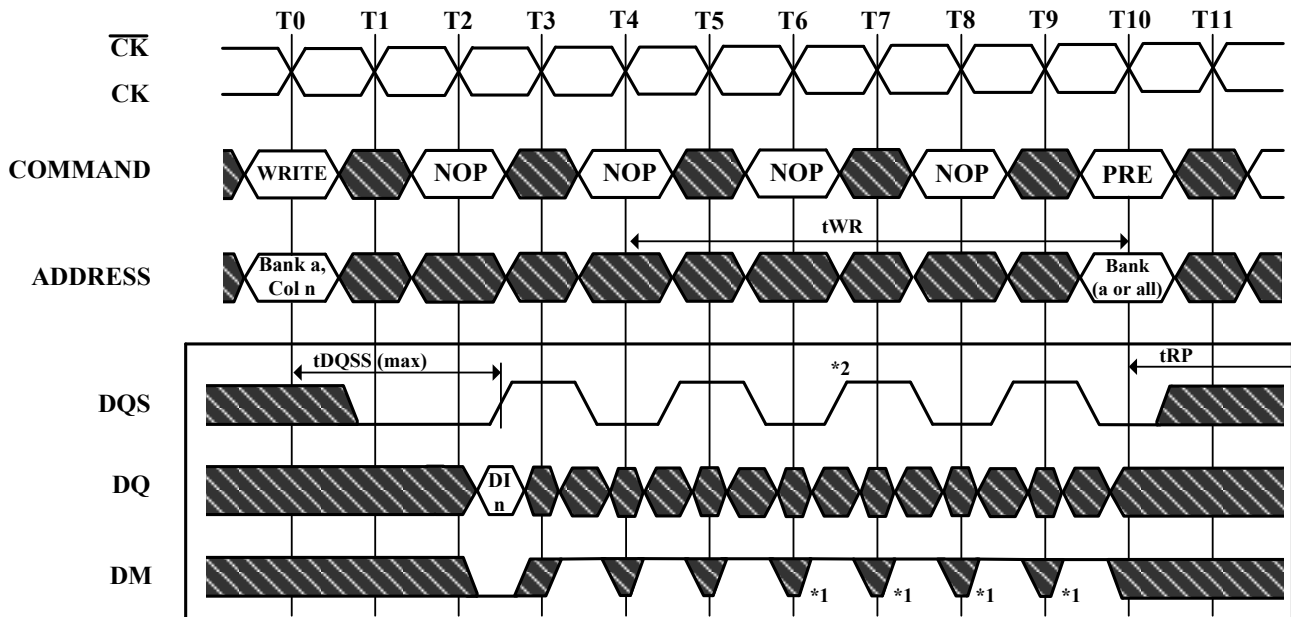 T0 T1 T2 T3 T4 T5 T6 T7 T8 T9 T10 T11
CK
CK
COMMAND
WRITE NOP NOP NOP NOP PRE
tWR
ADDRESS
Bank a,
Col n
Bank
(a or all)
tDQSS (max)
*2
tRP
DQS
DQ
DI
n
DM
*1 *1 *1 *1